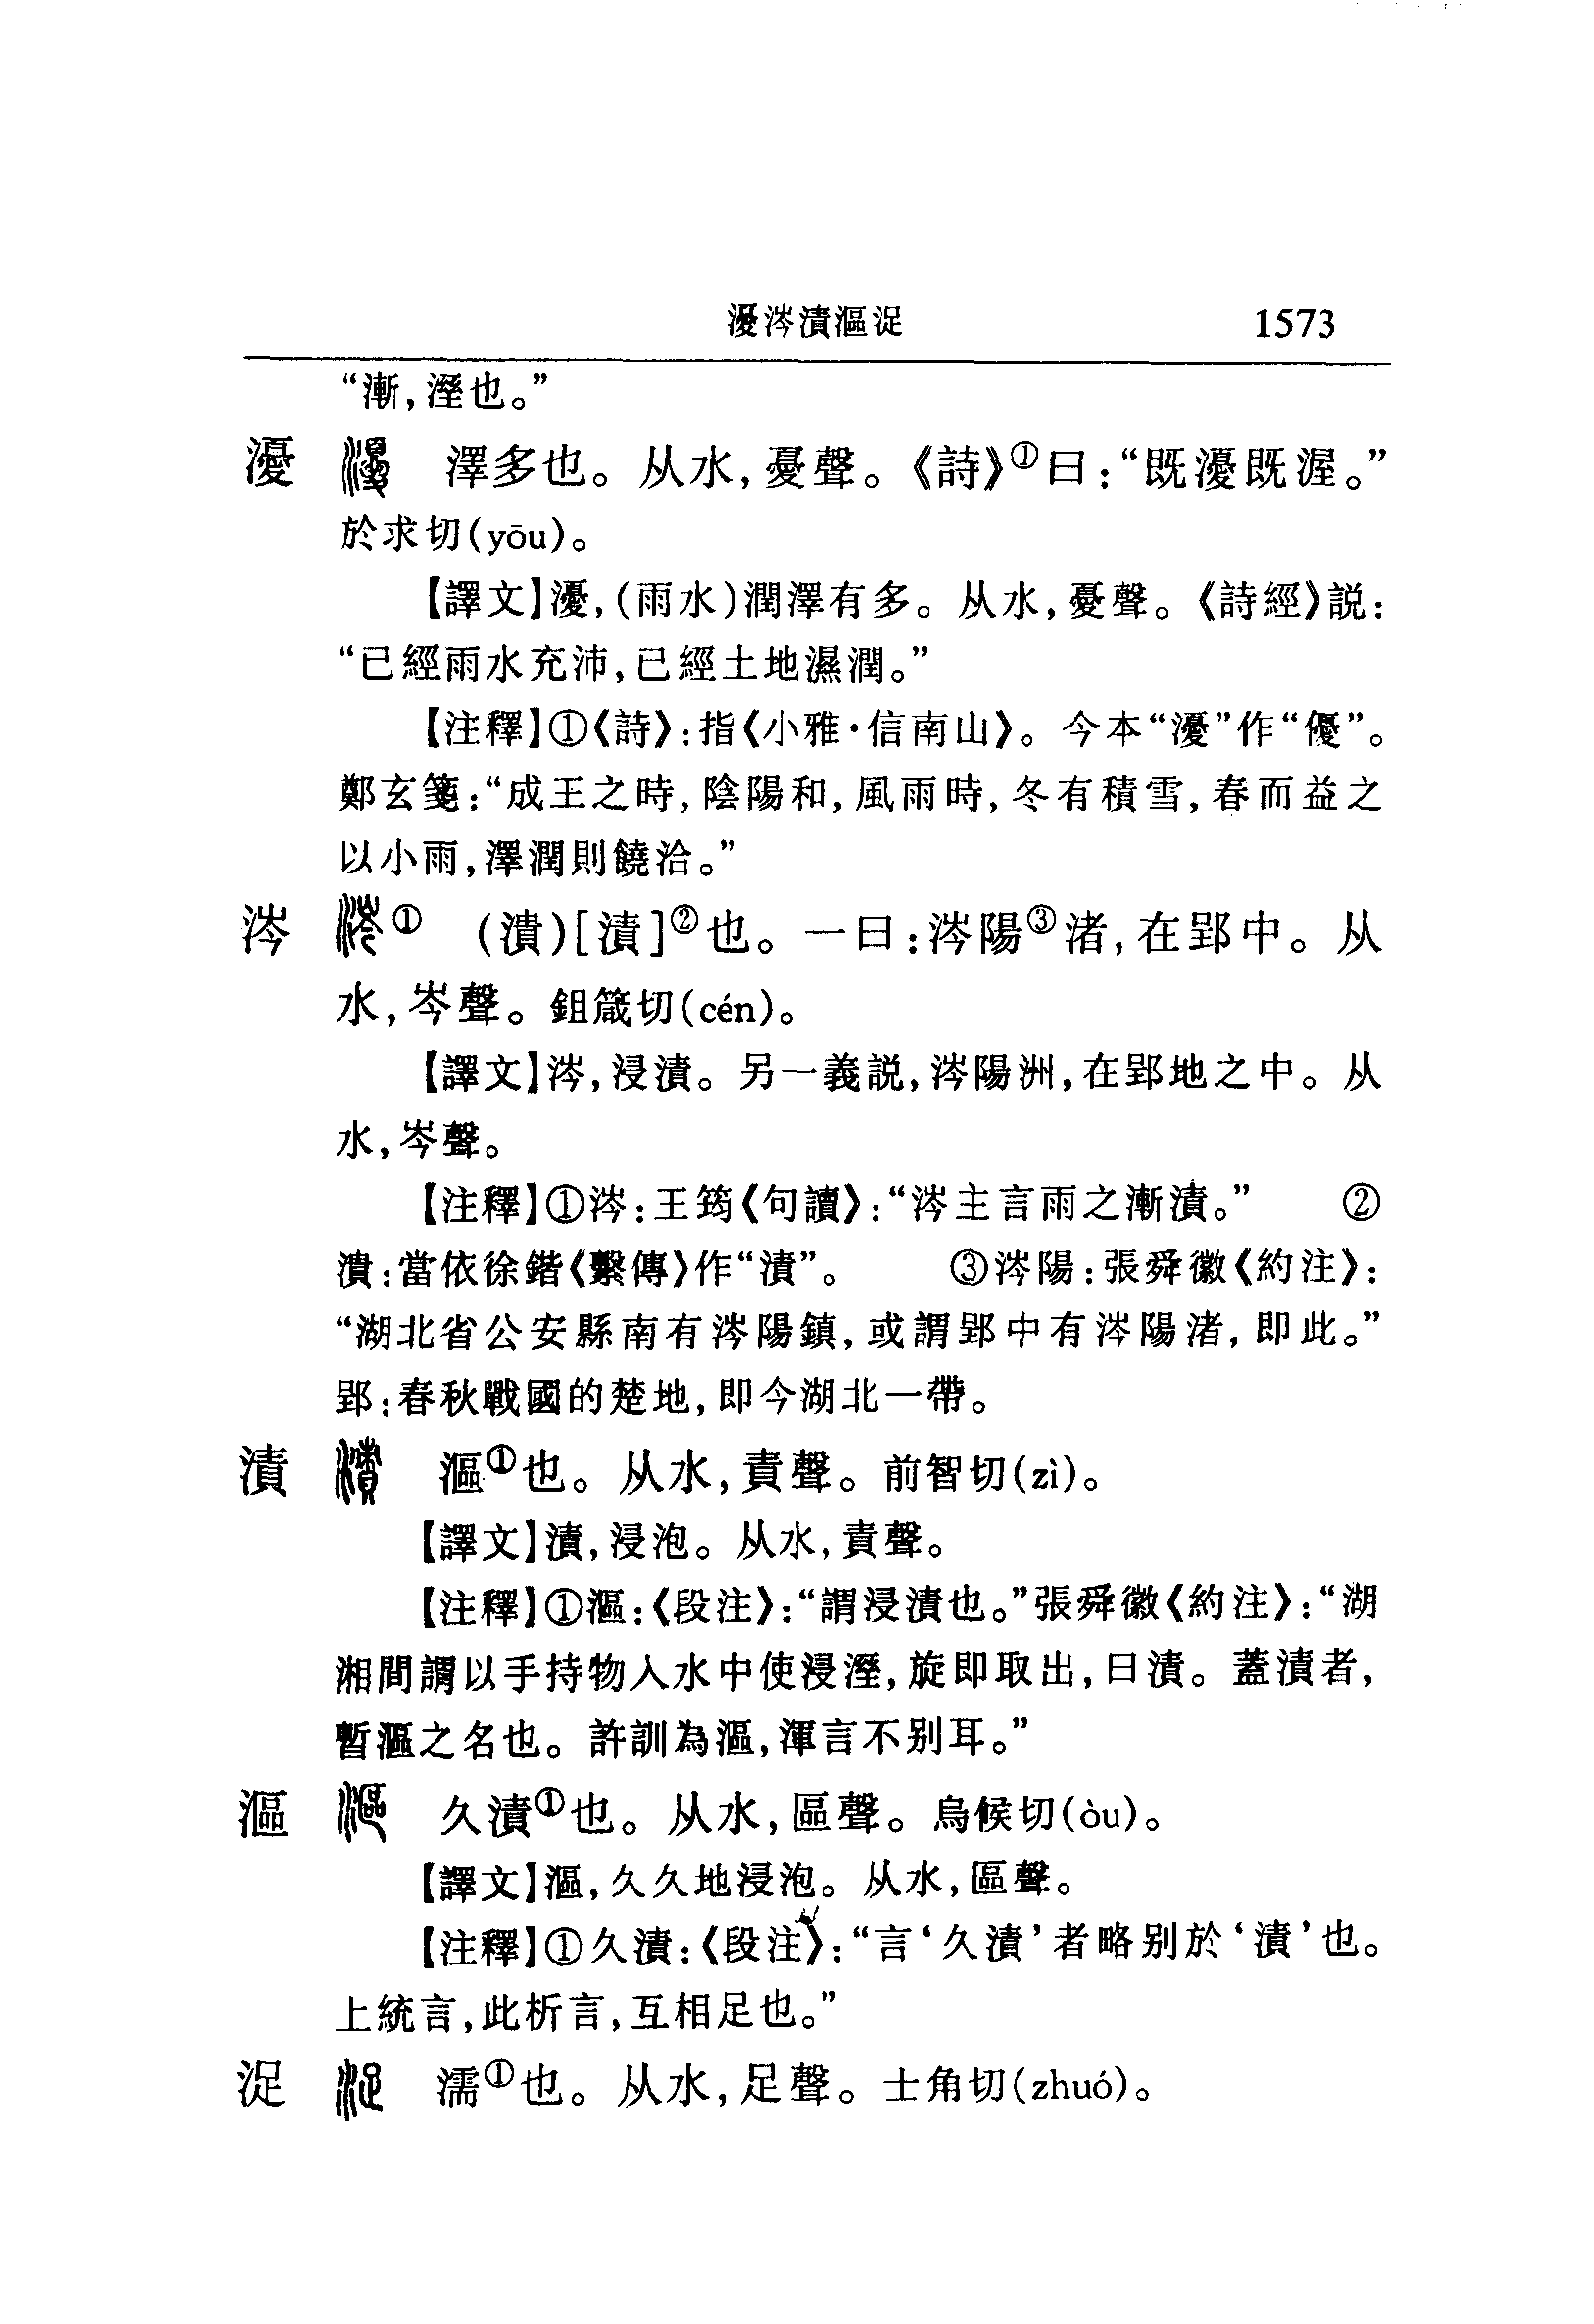 瀀涔漬漚浞 1573
“漸,溼也。”
瀀 澤多也。从水,憂聲。《詩》①曰:“既瀀既渥。”
於求切(yōu)。
【譯文】瀀,(雨水)潤澤有多。从水,憂聲。《詩經》説:
“已經雨水充沛,已經土地濕潤。”
【注釋】①《詩》:指《小雅·信南山》。今本“瀀”作“優”。
鄭玄箋:“成王之時,陰陽和,風雨時,冬有積雪,春而益之
以小雨,澤潤則饒洽。”
涔 ① (瀆)[漬]②也。一曰:涔陽③渚,在郢中。从
水,岑聲。鉏箴切(cén)。
【譯文】涔,浸漬。另一義説,涔陽洲,在郢地之中。从
水,岑聲。
【注釋】①涔:王筠《句讀》:“涔主言雨之漸漬。” ②
瀆:當依徐鍇《繫傳》作“漬”。 ③涔陽:張舜徽《約注》:
“湖北省公安縣南有涔陽鎮,或謂郢中有涔陽渚,即此。”
郢:春秋戰國的楚地,即今湖北一帶。
漬 漚①也。从水,責聲。前智切(zì)。
【譯文】漬,浸泡。从水,責聲。
【注釋】①漚:《段注》:“謂浸漬也。”張舜徽《約注》:“湖
湘間謂以手持物入水中使浸溼,旋即取出,曰漬。蓋漬者,
暫漚之名也。許訓為漚,渾言不别耳。”
漚 久漬①也。从水,區聲。烏候切(òu)。
【譯文】漚,久久地浸泡。从水,區聲。
【注釋】①久漬:《段注》:“言‘久漬’者略别於‘漬’也。
上統言,此析言,互相足也。”
浞 濡①也。从水,足聲。士角切(zhuó)。